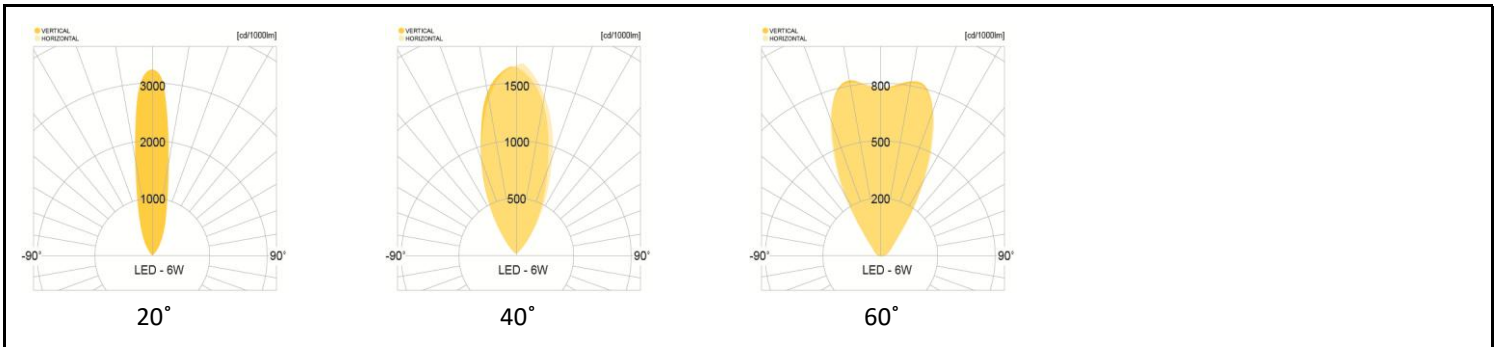 VERTICAL
HORIZONTAL
[cd/1000lm]
3000
2000
1000
-90°
90°
LED - 6W
20˚
VERTICAL
HORIZONTAL
[cd/1000lm]
1500
1000
500
-90°
90°
LED - 6W
40˚
VERTICAL
HORIZONTAL
[cd/1000lm]
800
500
200
-90°
90°
LED - 6W
60˚